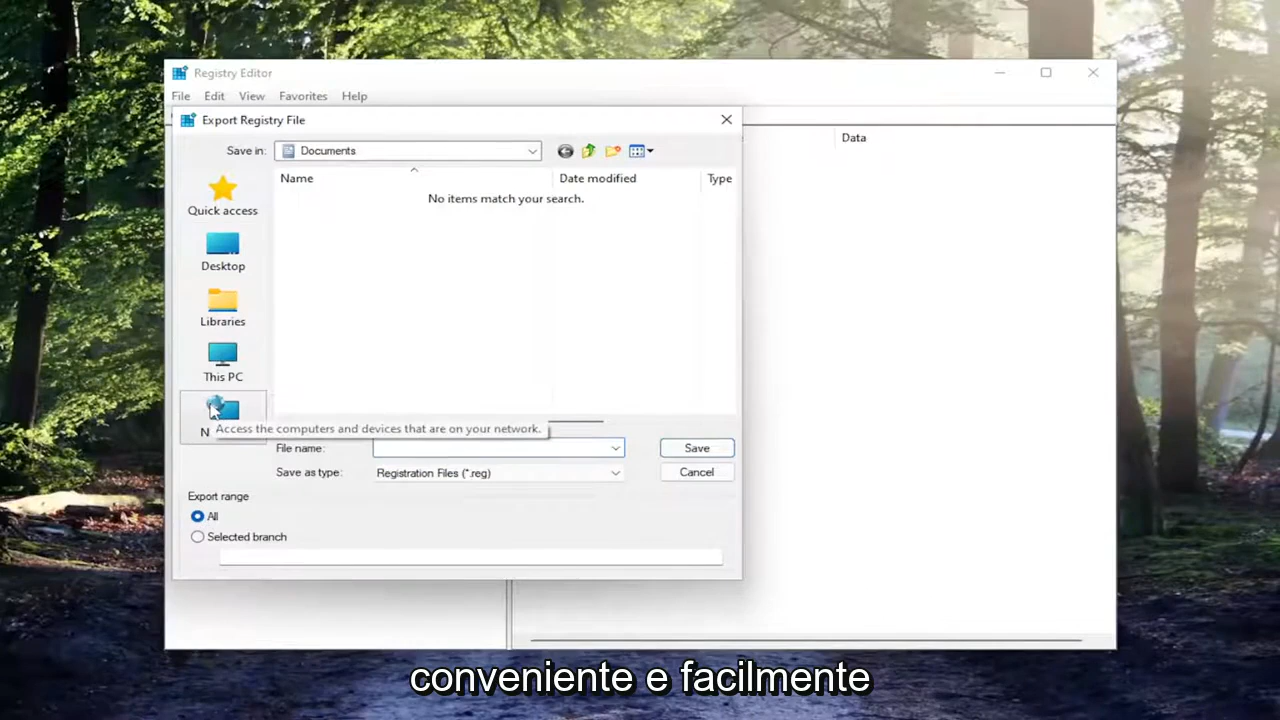 Registry Editor
File Edit View Favorites Help
Export Registry File
Data
Save in: Documents
Name Date modified Type
No items match your search.
Quick access
Desktop
Libraries
This PC
Access the computers and devices that are on your network.
File name: Save
Save as type: Registration Files (*.reg) Cancel
Export range
All
Selected branch
conveniente e facilmente